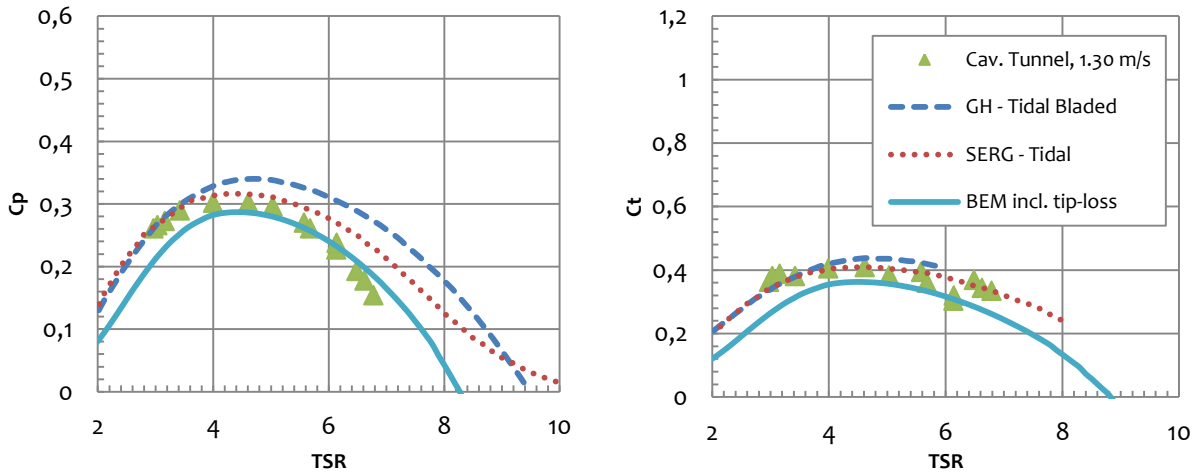 0,6
0,5
0,4
0,3
0,2
0,1
0
Cp
2 4 6 8 10
TSR
1,2
1
0,8
0,6
0,4
0,2
0
Ct
2 4 6 8 10
TSR
Cav. Tunnel, 1.30 m/s
GH - Tidal Bladed
SERG - Tidal
BEM incl. tip-loss